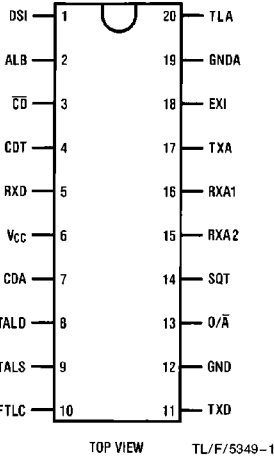 DSI 1 20 TLA
ALB 2 19 GNDA
C̅D̅ 3 18 EXI
CDT 4 17 TXA
RXD 5 16 RXA1
VCC 6 15 RXA2
CDA 7 14 SQT
TALD 8 13 O/A̅
TALS 9 12 GND
FTLC 10 11 TXD
TOP VIEW TL/F/5349-1